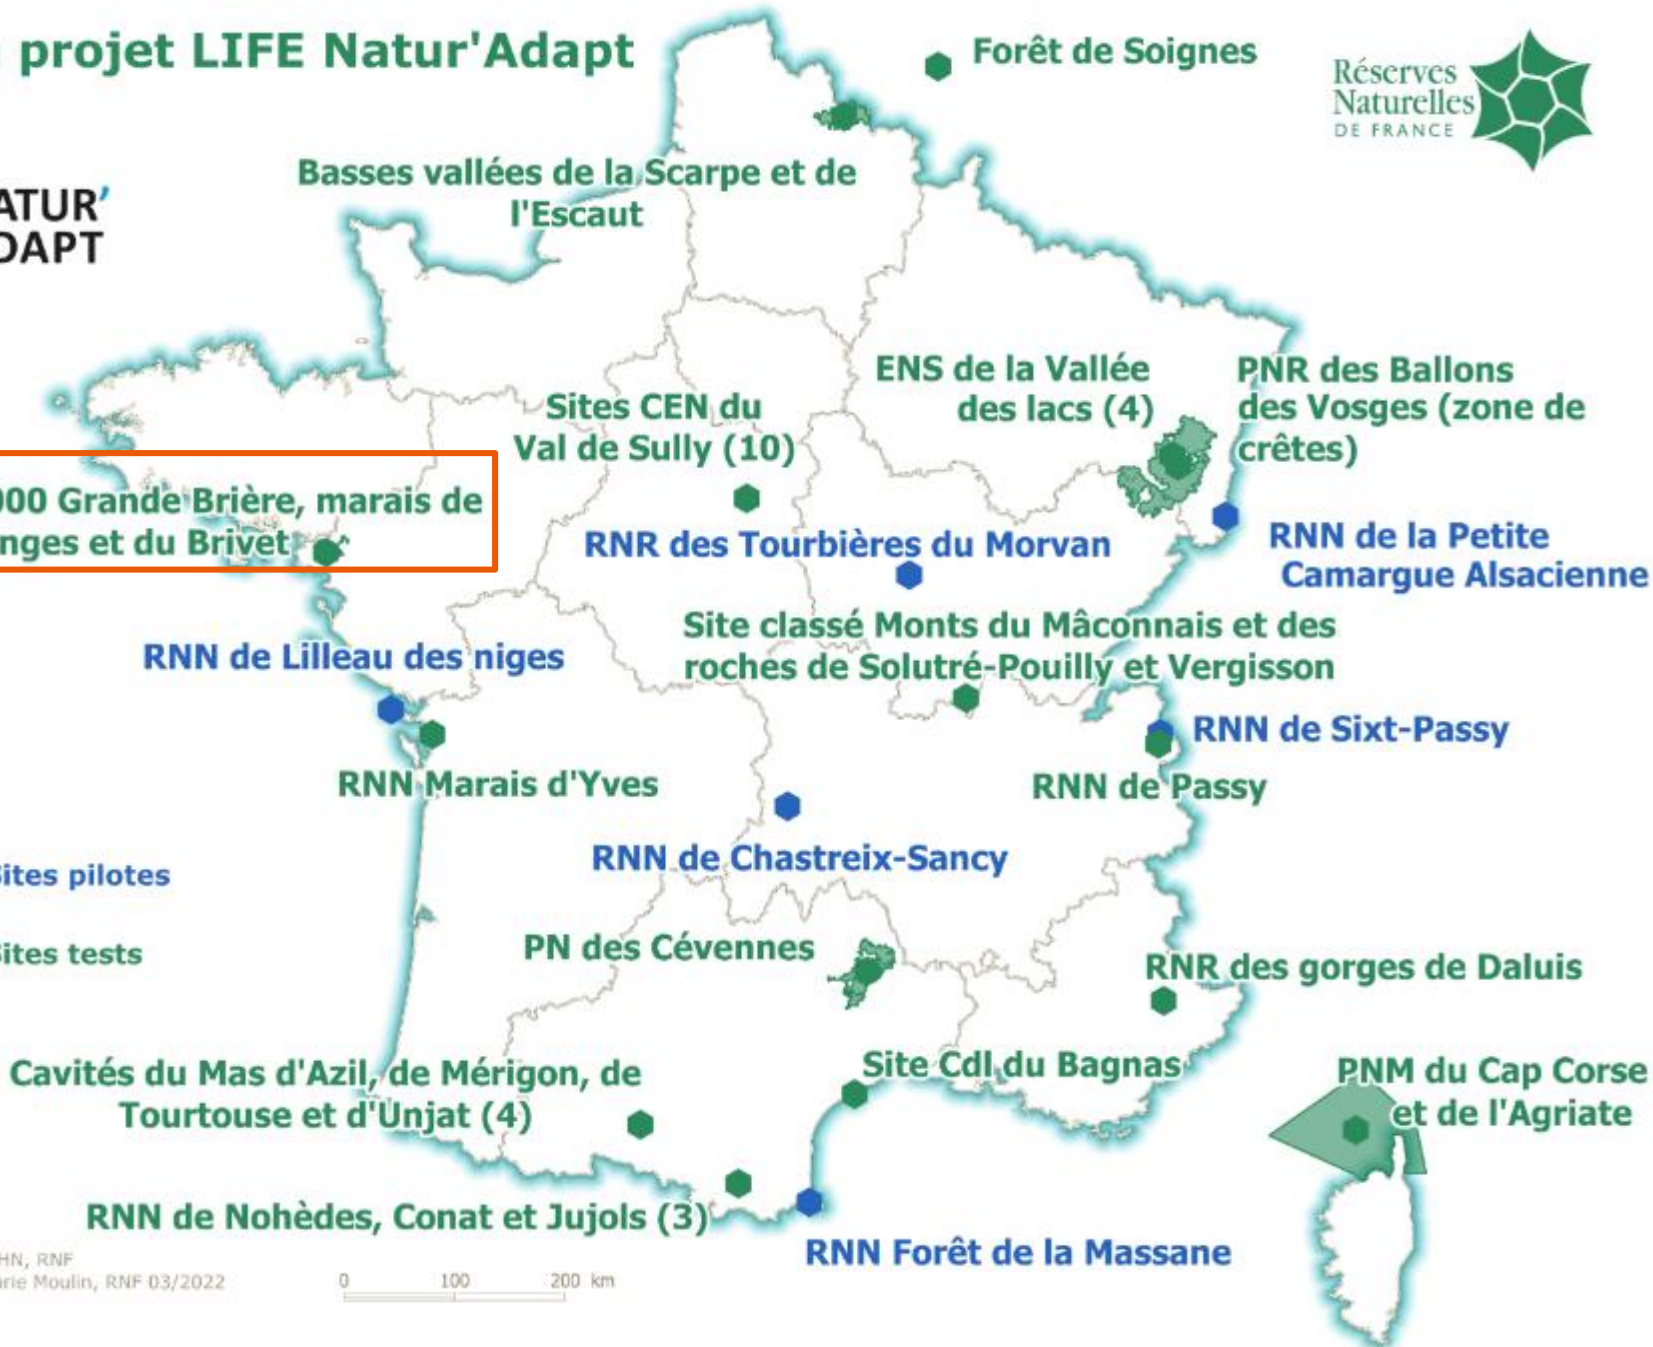 projet LIFE Natur'Adapt
Forêt de Soignes
Réserves
Naturelles
DE FRANCE
ATUR'
DAPT
Basses vallées de la Scarpe et de
l'Escaut
ENS de la Vallée
des lacs (4)
PNR des Ballons
des Vosges (zone de
crêtes)
Sites CEN du
Val de Sully (10)
000 Grande Brière, marais de
nges et du Brivet
RNR des Tourbières du Morvan
RNN de la Petite
Camargue Alsacienne
Site classé Monts du Mâconnais et des
roches de Solutré-Pouilly et Vergisson
RNN de Lilleau des niges
RNN de Sixt-Passy
RNN Marais d'Yves
RNN de Passy
RNN de Chastreix-Sancy
Sites pilotes
Sites tests
PN des Cévennes
RNR des gorges de Daluis
Cavités du Mas d'Azil, de Mérigon, de
Tourtouse et d'Unjat (4)
Site Cdl du Bagnas
PNM du Cap Corse
et de l'Agriate
RNN de Nohèdes, Conat et Jujols (3)
RNN Forêt de la Massane
HN, RNF
arie Moulin, RNF 03/2022
0 100 200 km